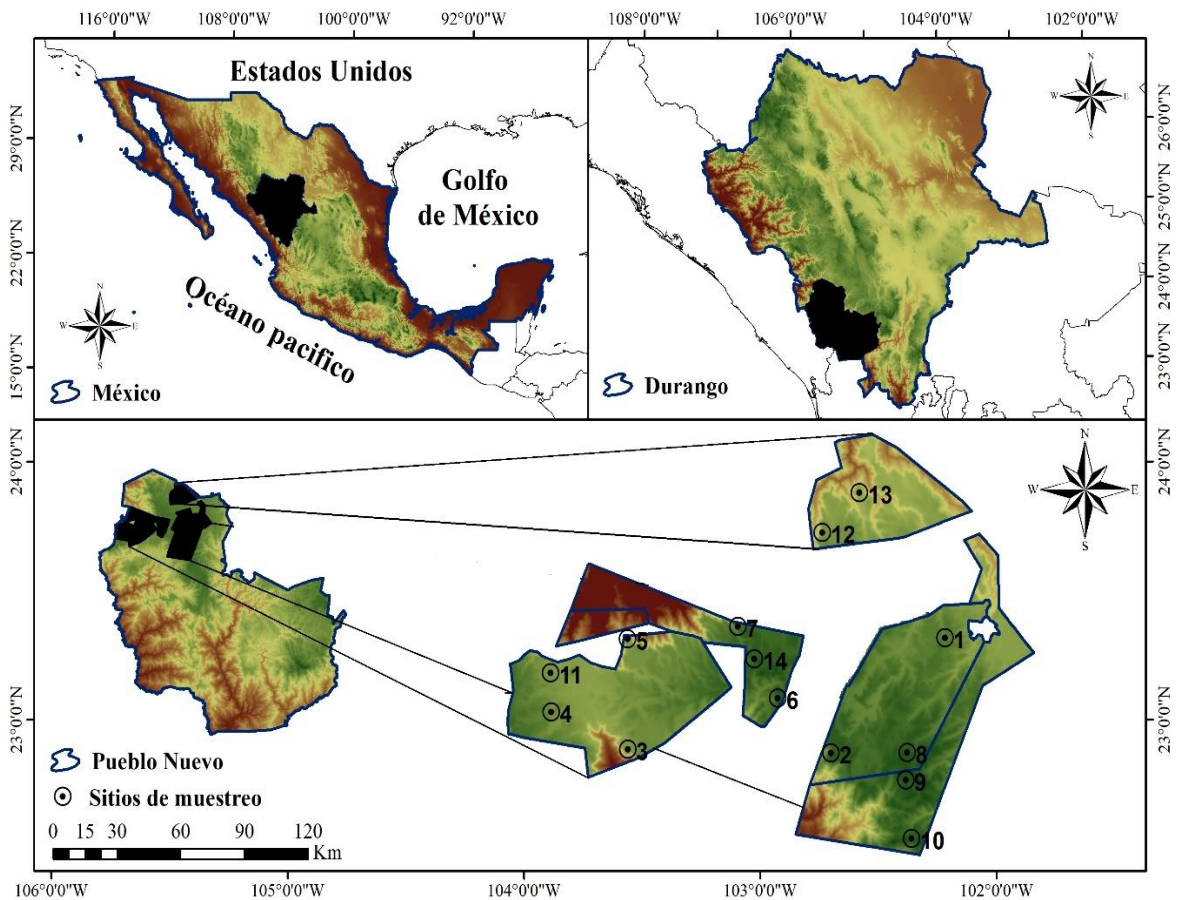 116°0'0"W 108°0'0"W 100°0'0"W 92°0'0"W
108°0'0"W 106°0'0"W 104°0'0"W 102°0'0"W
Estados Unidos
Golfo
de México
Océano pacifico
29°0'0"N
22°0'0"N
15°0'0"N
N
W E
S
México
N
W E
S
26°0'0"N
25°0'0"N
24°0'0"N
23°0'0"N
Durango
24°0'0"N
23°0'0"N
N
W E
S
24°0'0"N
23°0'0"N
13
12
1
7
5
14
11
6
4
3
2
8
9
10
Pueblo Nuevo
Sitios de muestreo
0 15 30 60 90 120
Km
106°0'0"W 105°0'0"W 104°0'0"W 103°0'0"W 102°0'0"W